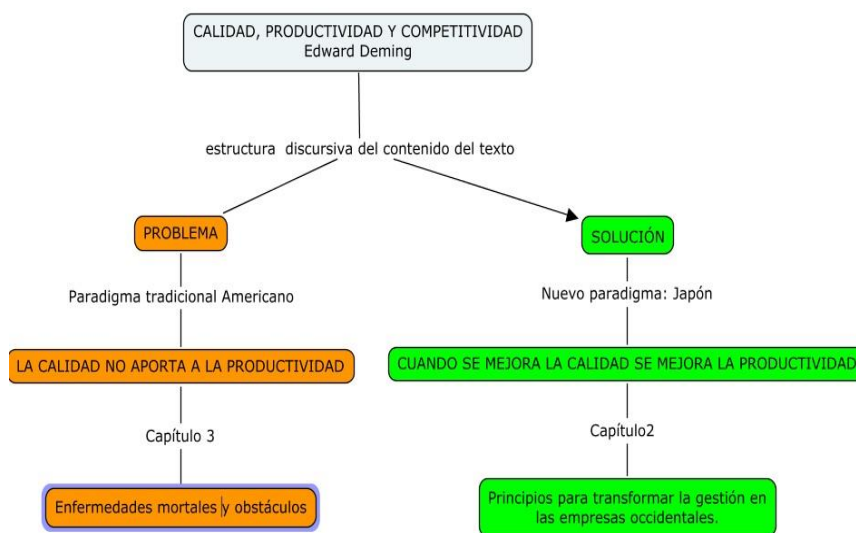 CALIDAD, PRODUCTIVIDAD Y COMPETITIVIDAD
Edward Deming
estructura discursiva del contenido del texto
PROBLEMA
SOLUCIÓN
Paradigma tradicional Americano
Nuevo paradigma: Japón
LA CALIDAD NO APORTA A LA PRODUCTIVIDAD
CUANDO SE MEJORA LA CALIDAD SE MEJORA LA PRODUCTIVIDAD
Capítulo 3
Capítulo2
Enfermedades mortales y obstáculos
Principios para transformar la gestión en
las empresas occidentales.